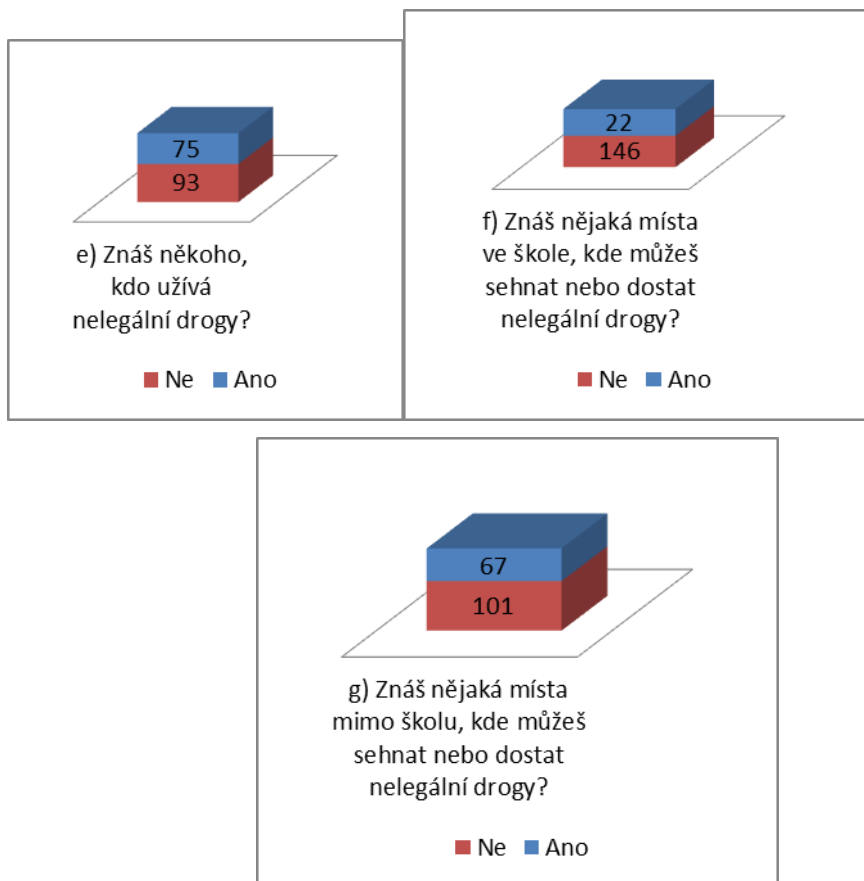 75
93
e) Znáš někoho,
kdo užívá
nelegální drogy?
Ne Ano
22
146
f) Znáš nějaká místa
ve škole, kde můžeš
sehnat nebo dostat
nelegální drogy?
Ne Ano
67
101
g) Znáš nějaká místa
mimo školu, kde můžeš
sehnat nebo dostat
nelegální drogy?
Ne Ano